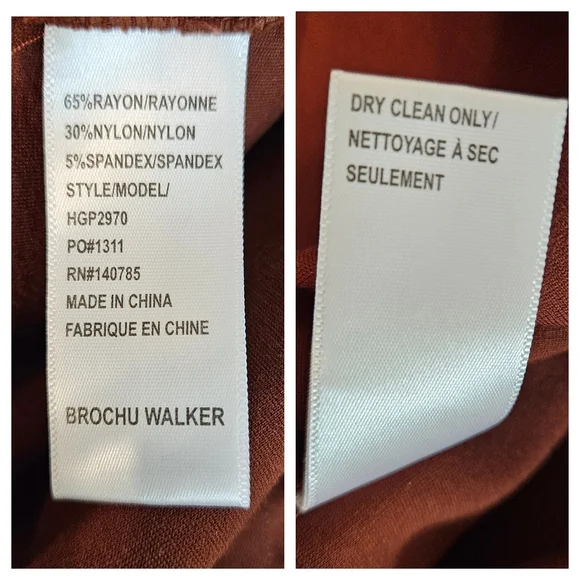 65%RAYON/RAYONNE
30%NYLON/NYLON
5%SPANDEX/SPANDEX
STYLE/MODEL/
HGP2970
PO#1311
RN#140785
MADE IN CHINA
FABRIQUE EN CHINE
BROCHU WALKER
DRY CLEAN ONLY/
NETTOYAGE À SEC
SEULEMENT